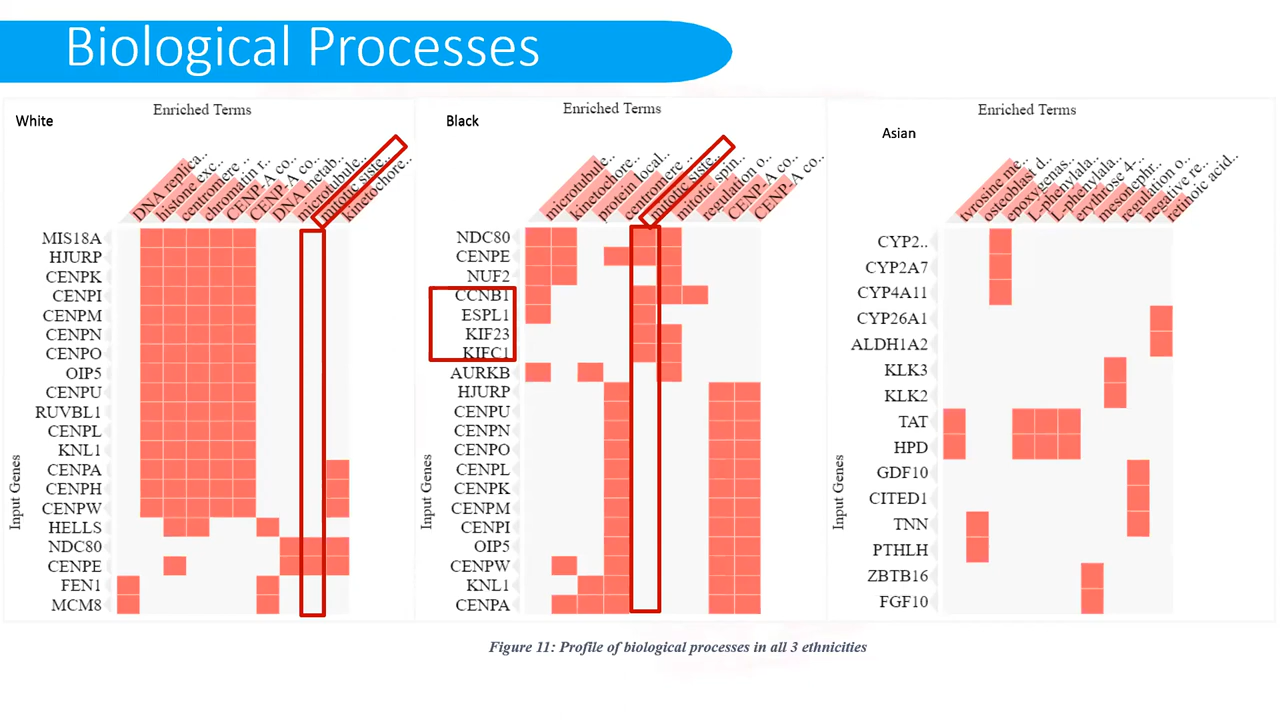 Biological Processes
White
Enriched Terms
DNA replica..
histone exc..
centromere ..
chromatin r..
CENP-A co..
CENP-A co..
DNA metab..
microtubule..
mitotic siste..
kinetochore..
Input Genes
MIS18A
HJURP
CENPK
CENPI
CENPM
CENPN
CENPO
OIP5
CENPU
RUVBL1
CENPL
KNL1
CENPA
CENPH
CENPW
HELLS
NDC80
CENPE
FEN1
MCM8
Black
Enriched Terms
microtubule..
kinetochore..
protein local..
centromere ..
mitotic siste..
mitotic spin..
regulation o..
CENP-A co..
CENP-A co..
Input Genes
NDC80
CENPE
NUF2
CCNB1
ESPL1
KIF23
KIFC1
AURKB
HJURP
CENPU
CENPN
CENPO
CENPL
CENPK
CENPM
CENPI
OIP5
CENPW
KNL1
CENPA
Asian
Enriched Terms
tyrosine me..
osteoblast d..
epoxygenas..
L-phenylala..
L-phenylala..
erythrose 4-..
mesonephr..
regulation o..
negative re..
retinoic acid..
Input Genes
CYP2..
CYP2A7
CYP4A11
CYP26A1
ALDH1A2
KLK3
KLK2
TAT
HPD
GDF10
CITED1
TNN
PTHLH
ZBTB16
FGF10
Figure 11: Profile of biological processes in all 3 ethnicities